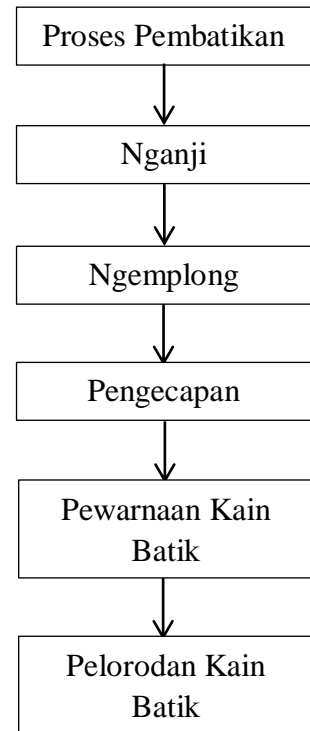 Proses Pembatikan
Nganji
Ngemplong
Pengecapan
Pewarnaan Kain
Batik
Pelorodan Kain
Batik